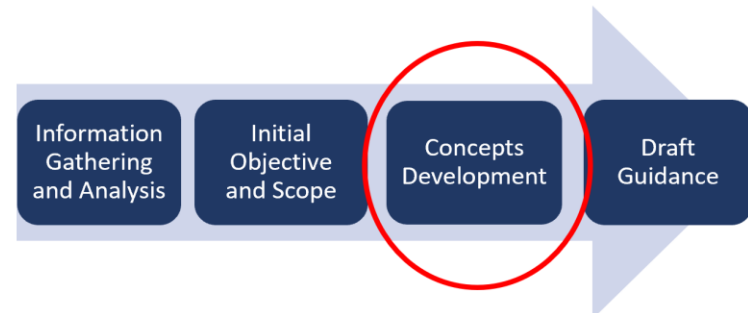 Information
Gathering
and Analysis
Initial
Objective
and Scope
Concepts
Development
Draft
Guidance